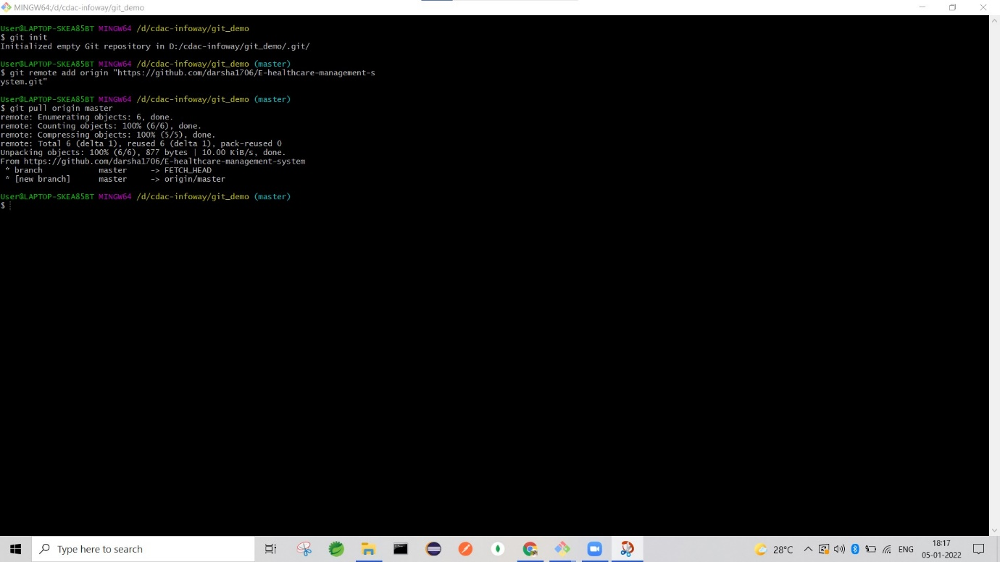 MINGW64:/d/cdac-infoway/git_demo
User@LAPTOP-SKEA85BT MINGW64 /d/cdac-infoway/git_demo
$ git init
Initialized empty Git repository in D:/cdac-infoway/git_demo/.git/
User@LAPTOP-SKEA85BT MINGW64 /d/cdac-infoway/git_demo (master)
$ git remote add origin "https://github.com/darsha1706/E-healthcare-management-s
ystem.git"
User@LAPTOP-SKEA85BT MINGW64 /d/cdac-infoway/git_demo (master)
$ git pull origin master
remote: Enumerating objects: 6, done.
remote: Counting objects: 100% (6/6), done.
remote: Compressing objects: 100% (5/5), done.
remote: Total 6 (delta 1), reused 6 (delta 1), pack-reused 0
Unpacking objects: 100% (6/6), 877 bytes | 10.00 KiB/s, done.
From https://github.com/darsha1706/E-healthcare-management-system
 * branch            master     -> FETCH_HEAD
 * [new branch]      master     -> origin/master
User@LAPTOP-SKEA85BT MINGW64 /d/cdac-infoway/git_demo (master)
$
Type here to search
28°C
ENG
18:17
05-01-2022